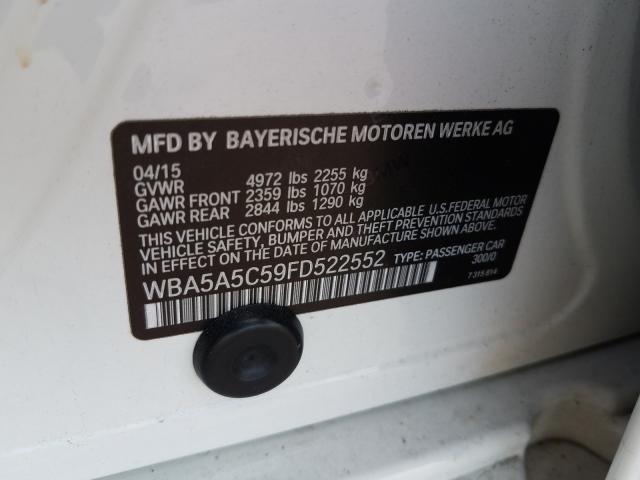 MFD BY BAYERISCHE MOTOREN WERKE AG
04/15
GVWR 4972 lbs 2255 kg
GAWR FRONT 2359 lbs 1070 kg
GAWR REAR 2844 lbs 1290 kg
THIS VEHICLE CONFORMS TO ALL APPLICABLE U.S.FEDERAL MOTOR
VEHICLE SAFETY, BUMPER AND THEFT PREVENTION STANDARDS
IN EFFECT ON THE DATE OF MANUFACTURE SHOWN ABOVE.
WBA5A5C59FD522552 TYPE: PASSENGER CAR
300/0
7 315 614